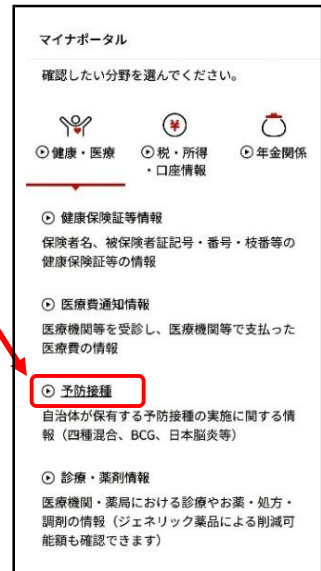 マイナポータル
確認したい分野を選んでください。
健康・医療
税・所得
・口座情報
年金関係
健康保険証等情報
保険者名、被保険者証記号・番号・枝番等の
健康保険証等の情報
医療費通知情報
医療機関等を受診し、医療機関等で支払った
医療費の情報
予防接種
自治体が保有する予防接種の実施に関する情
報（四種混合、BCG、日本脳炎等）
診療・薬剤情報
医療機関・薬局における診療やお薬・処方・
調剤の情報（ジェネリック薬品による削減可
能額も確認できます）